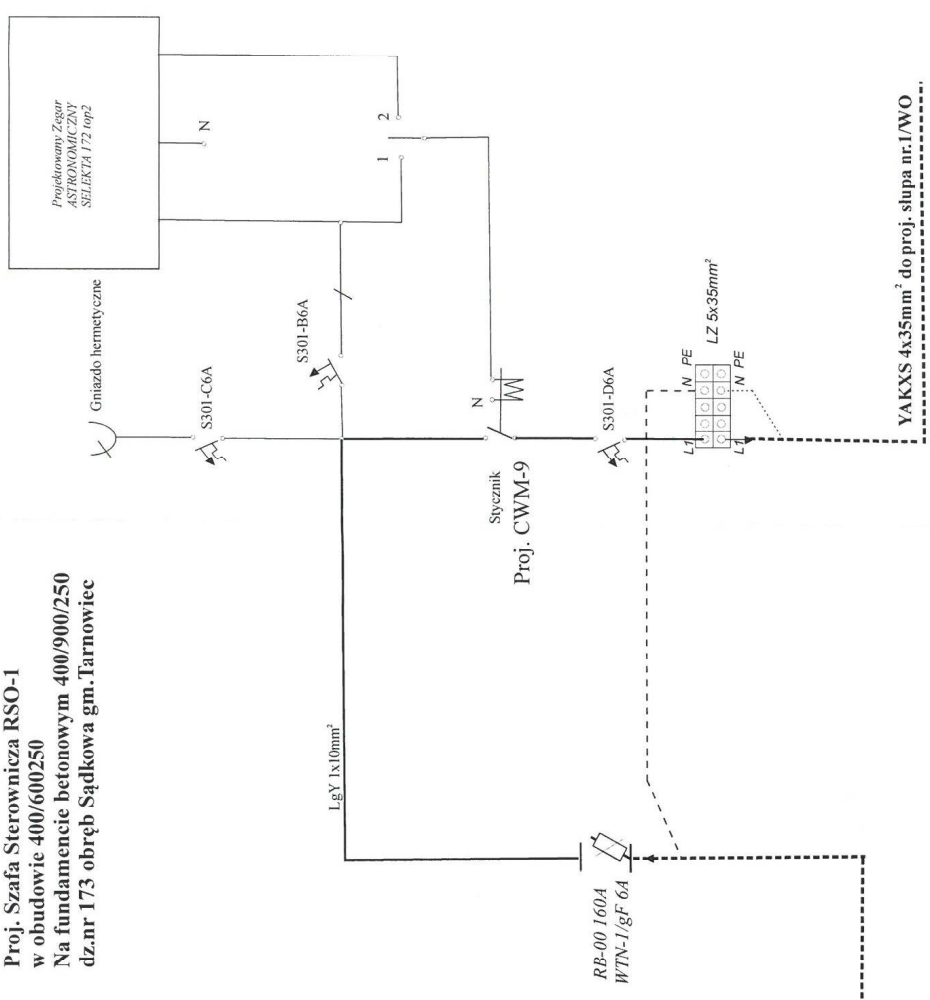 Proj. Szafa Sterownicza RSO-1
w obudowie 400/600250
Na fundamencie betonowym 400/900/250
dz.nr 173 obręb Sądkowa gm.Tarnowiec
Projektowany Zegar
ASTRONOMICZNY
SELEKTA 172 top2
N
1
2
Gniazdo hermetyczne
S301-C6A
S301-B6A
LgY 1x10mm²
N
Stycznik
Proj. CWM-9
S301-D6A
L1
N PE
LZ 5x35mm²
L1
N PE
RB-00 160A
WTN-1/gF 6A
YAKXS 4x35mm² do proj. słupa nr.1/WO